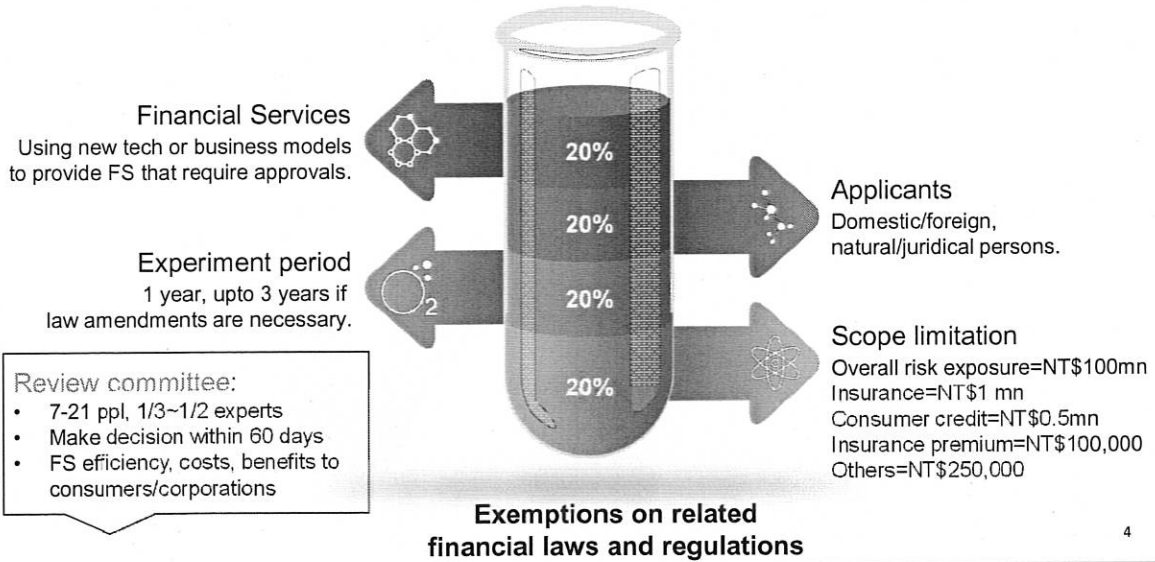 Financial Services
Using new tech or business models
to provide FS that require approvals.
Experiment period
1 year, upto 3 years if
law amendments are necessary.
Review committee:
• 7-21 ppl, 1/3~1/2 experts
• Make decision within 60 days
• FS efficiency, costs, benefits to
consumers/corporations
20%
20%
20%
20%
2
Applicants
Domestic/foreign,
natural/juridical persons.
Scope limitation
Overall risk exposure=NT$100mn
Insurance=NT$1 mn
Consumer credit=NT$0.5mn
Insurance premium=NT$100,000
Others=NT$250,000
Exemptions on related
financial laws and regulations
4